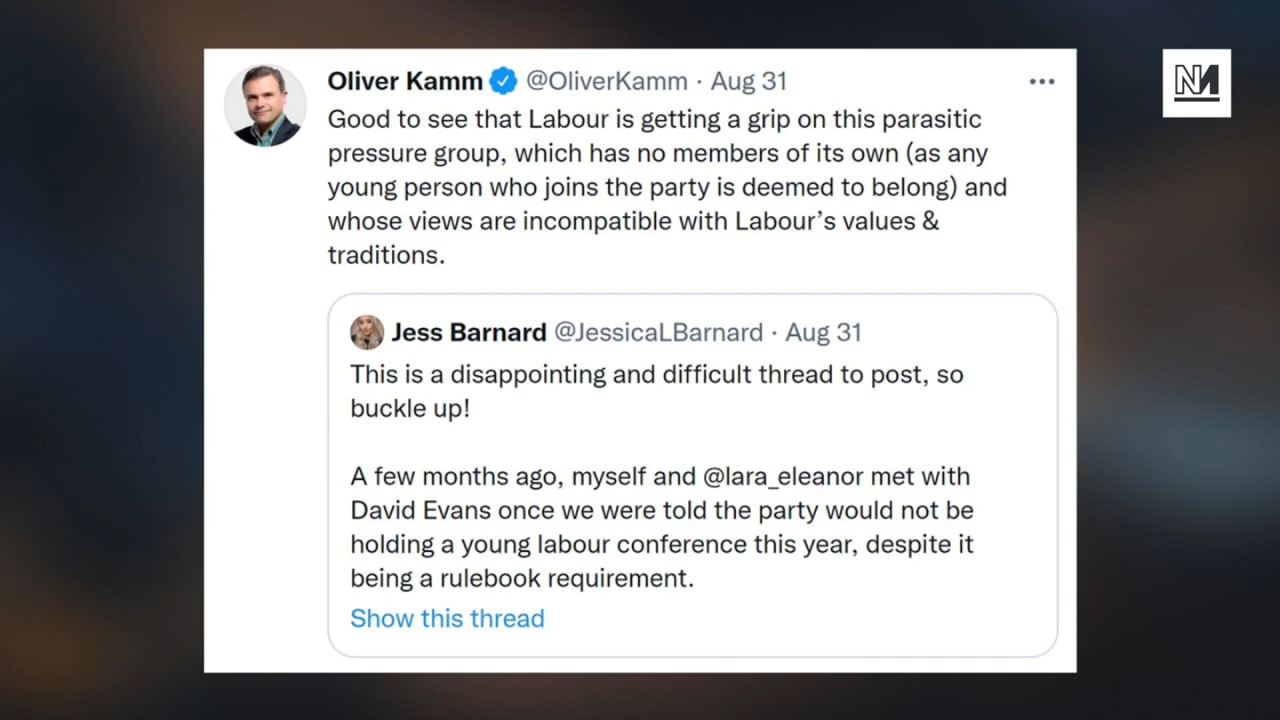 Oliver Kamm @OliverKamm · Aug 31
Good to see that Labour is getting a grip on this parasitic
pressure group, which has no members of its own (as any
young person who joins the party is deemed to belong) and
whose views are incompatible with Labour’s values &
traditions.
Jess Barnard @JessicaLBarnard · Aug 31
This is a disappointing and difficult thread to post, so
buckle up!
A few months ago, myself and @lara_eleanor met with
David Evans once we were told the party would not be
holding a young labour conference this year, despite it
being a rulebook requirement.
Show this thread
NM